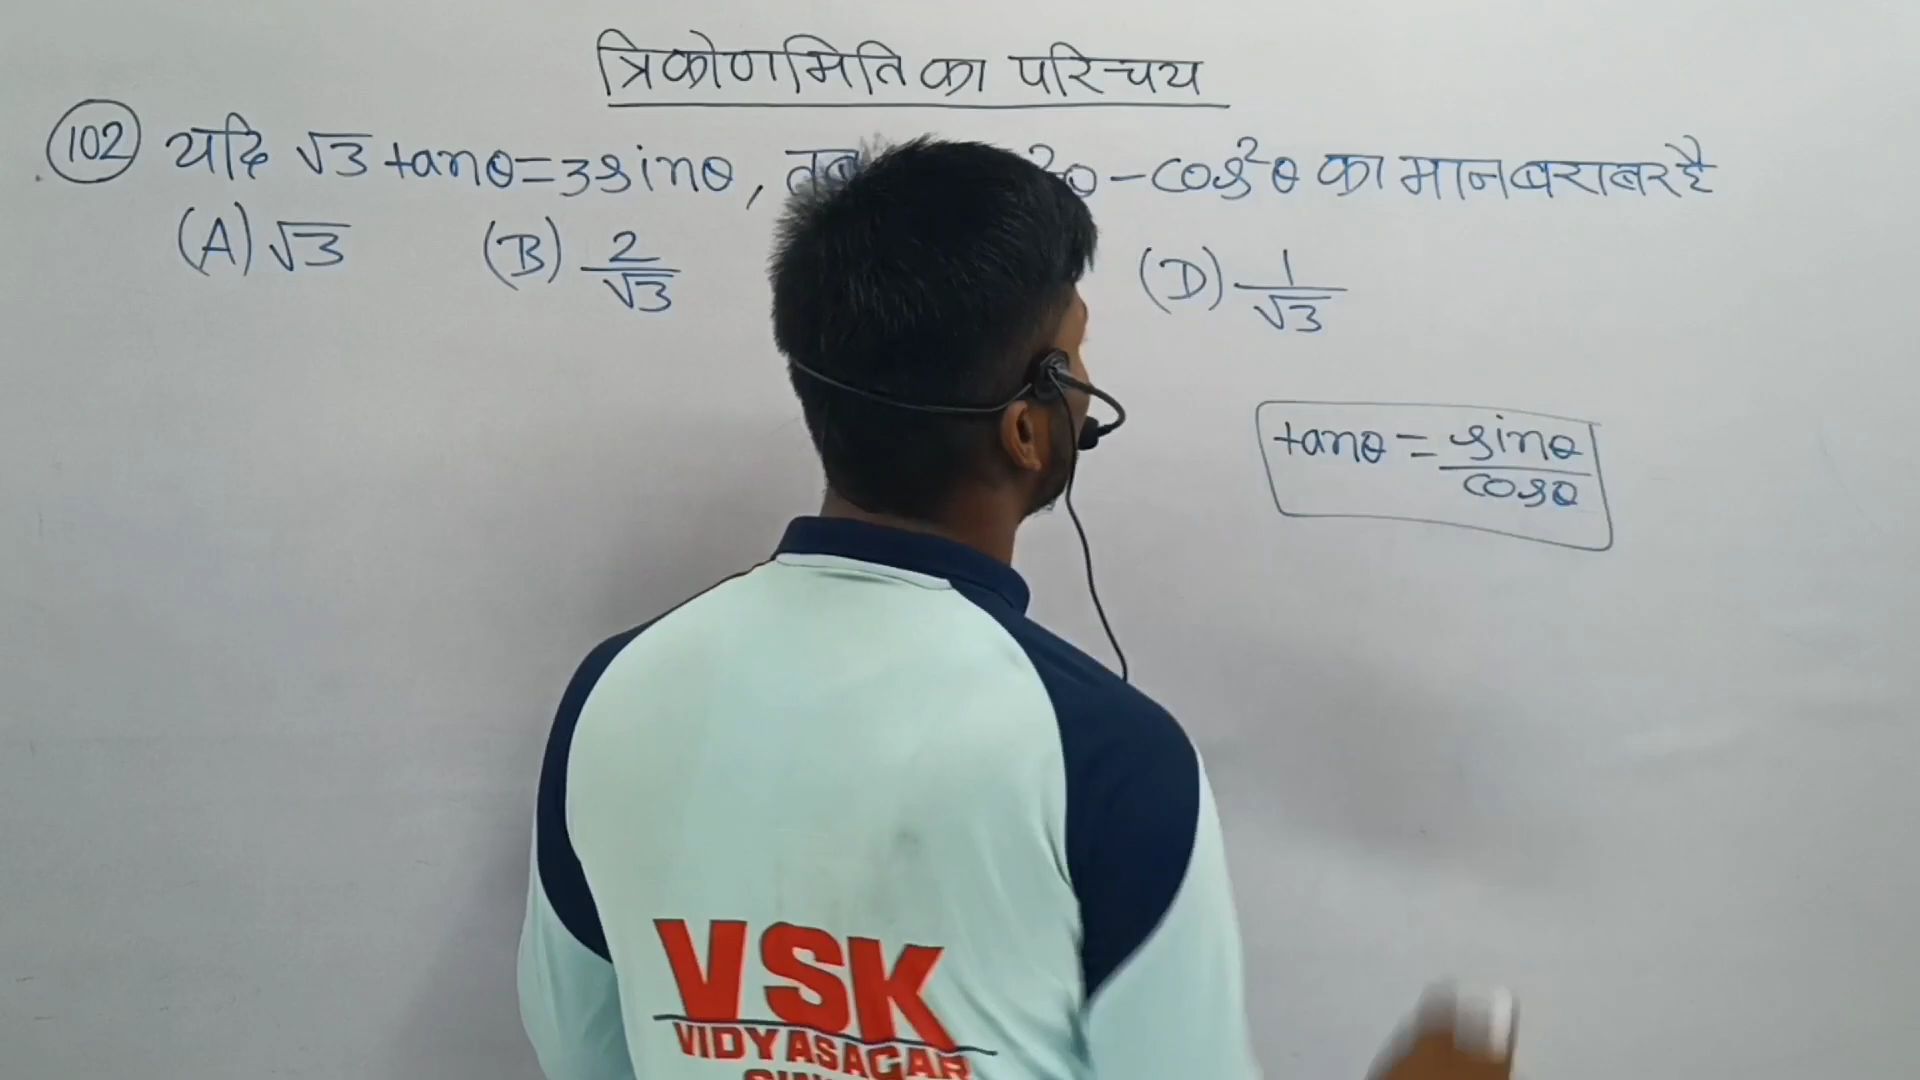 त्रिकोणमिति का परिचय
102 यदि √3 tanθ=3sinθ, तब ²θ-cos²θ का मान बराबर है
(A) √3 (B) 2/√3 (D) 1/√3
tanθ = sinθ/cosθ
VSK
VIDYASAGAR